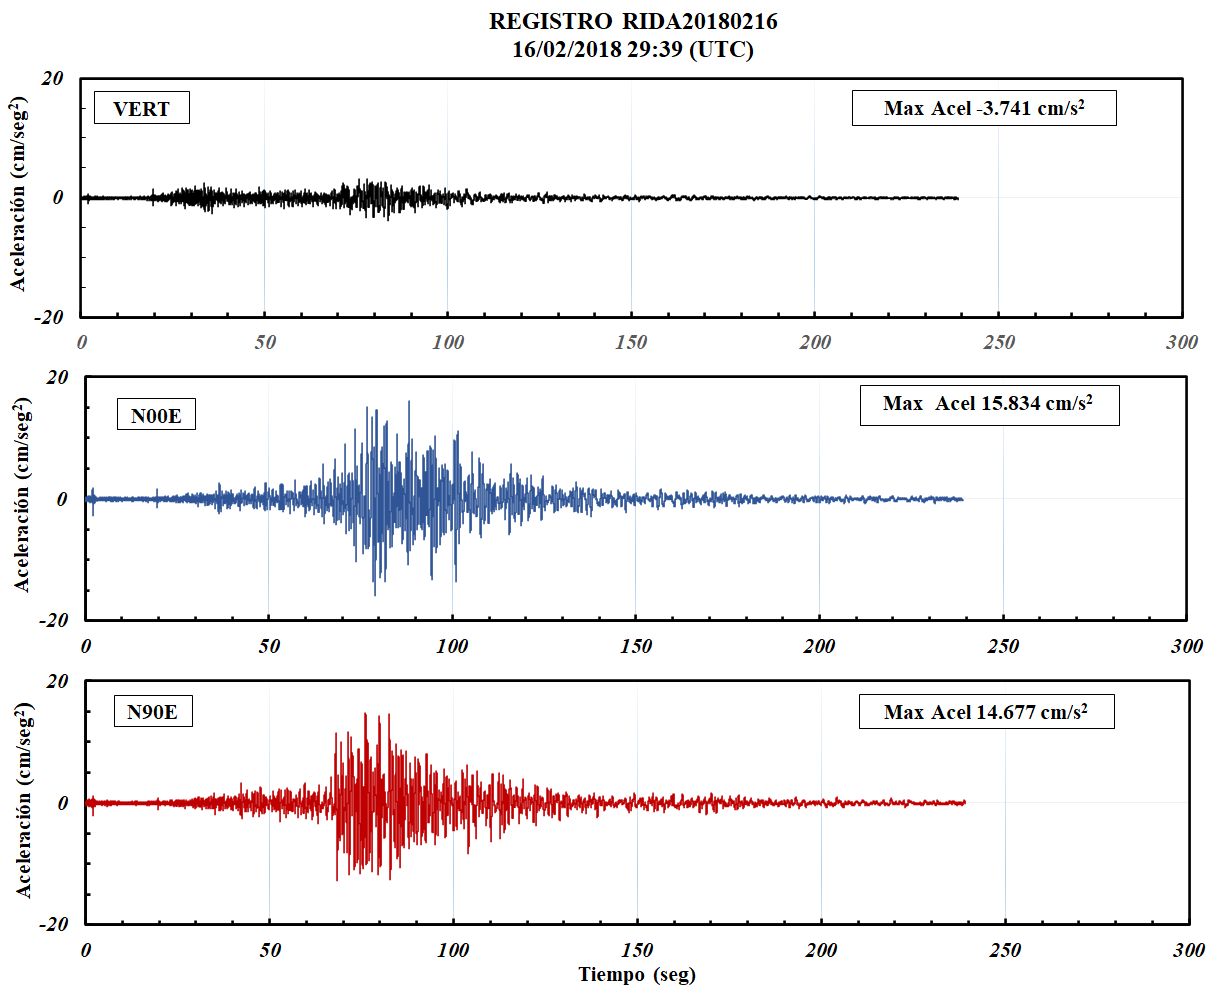 REGISTRO RIDA20180216
16/02/2018 29:39 (UTC)
20
VERT
Max Acel -3.741 cm/s²
Aceleración (cm/seg²)
0
-20
0 50 100 150 200 250 300
20
N00E
Max Acel 15.834 cm/s²
Aceleración (cm/seg²)
0
-20
0 50 100 150 200 250 300
20
N90E
Max Acel 14.677 cm/s²
Aceleración (cm/seg²)
0
-20
0 50 100 150 200 250 300
Tiempo (seg)